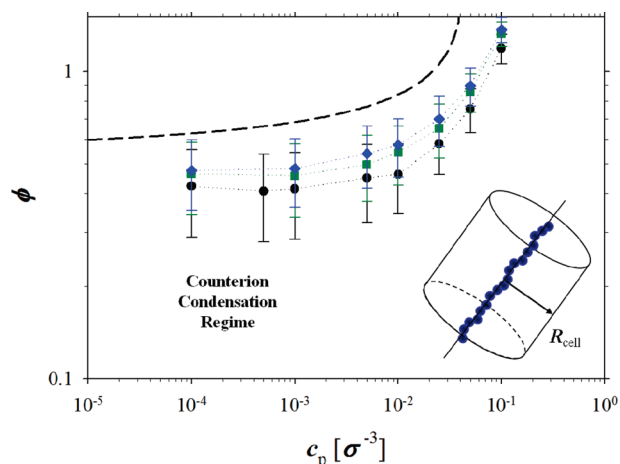 1
ϕ
Counterion
Condensation
Regime
R_cell
0.1
10^-5 10^-4 10^-3 10^-2 10^-1 10^0
c_p [σ^-3]